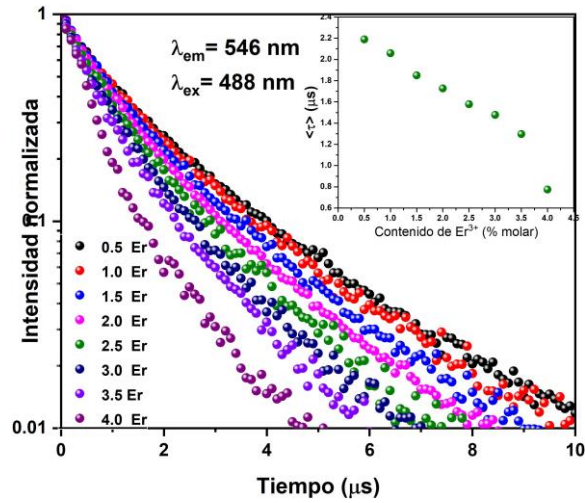 λem= 546 nm
λex= 488 nm
Intensidad normalizada
1
0.1
0.01
0.5 Er
1.0 Er
1.5 Er
2.0 Er
2.5 Er
3.0 Er
3.5 Er
4.0 Er
0 2 4 6 8 10
Tiempo (μs)
<τ> (μs)
2.4
2.2
2.0
1.8
1.6
1.4
1.2
1.0
0.8
0.6
0.0 0.5 1.0 1.5 2.0 2.5 3.0 3.5 4.0 4.5
Contenido de Er3+ (% molar)